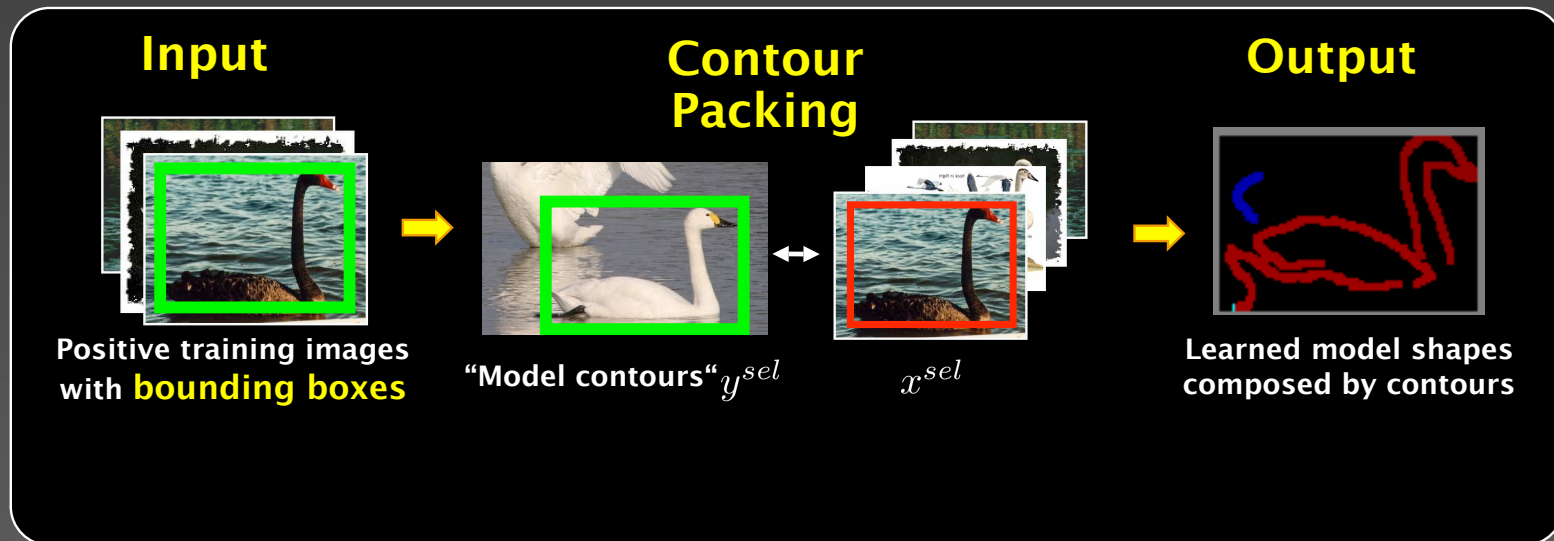 Input
Contour
Packing
Output
Positive training images
with bounding boxes
“Model contours“ y^{sel}
x^{sel}
Learned model shapes
composed by contours